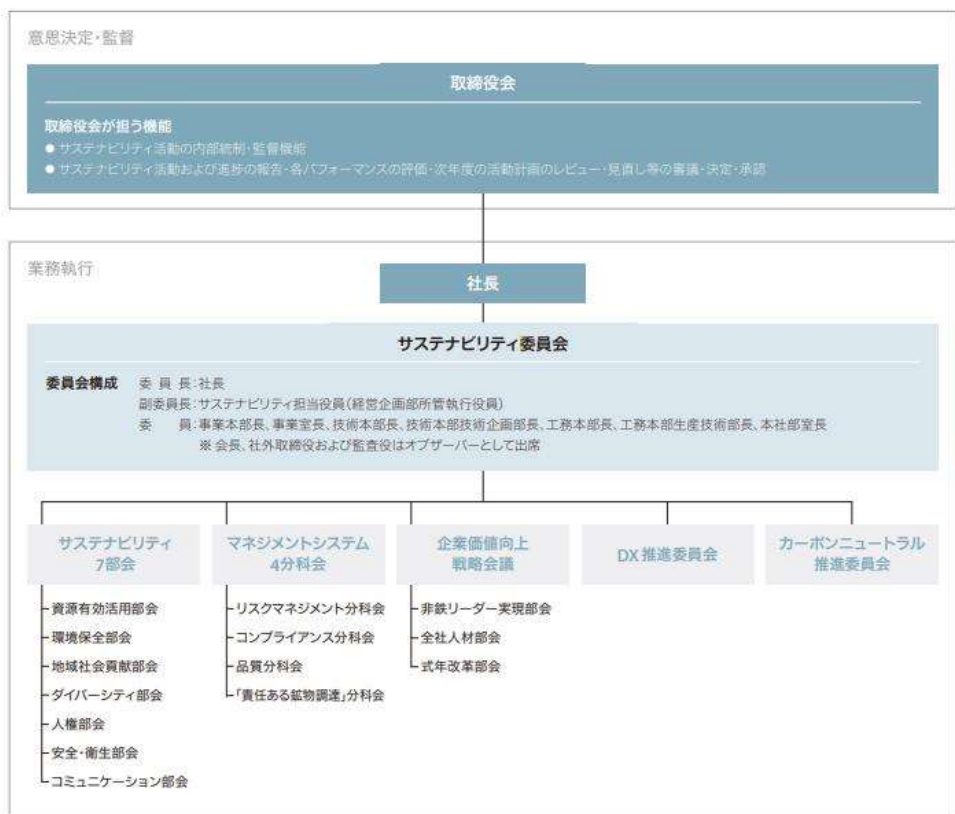 意思決定・監督
取締役会
取締役会が担う機能
● サステナビリティ活動の内部統制・監督機能
● サステナビリティ活動および進捗の報告・各パフォーマンスの評価・次年度の活動計画のレビュー・見直し等の審議・決定・承認
業務執行
社長
サステナビリティ委員会
委員会構成 委員長：社長
副委員長：サステナビリティ担当役員（経営企画部所管執行役員）
委員：事業本部長、事業室長、技術本部長、技術本部技術企画部長、工務本部長、工務本部生産技術部長、本社部室長
※ 会長、社外取締役および監査役はオブザーバーとして出席
サステナビリティ
7部会
資源有効活用部会
環境保全部会
地域社会貢献部会
ダイバーシティ部会
人権部会
安全・衛生部会
コミュニケーション部会
マネジメントシステム
4分科会
リスクマネジメント分科会
コンプライアンス分科会
品質分科会
「責任ある鉱物調達」分科会
企業価値向上
戦略会議
非鉄リーダー実現部会
全社人材部会
式年改革部会
DX推進委員会
カーボンニュートラル
推進委員会